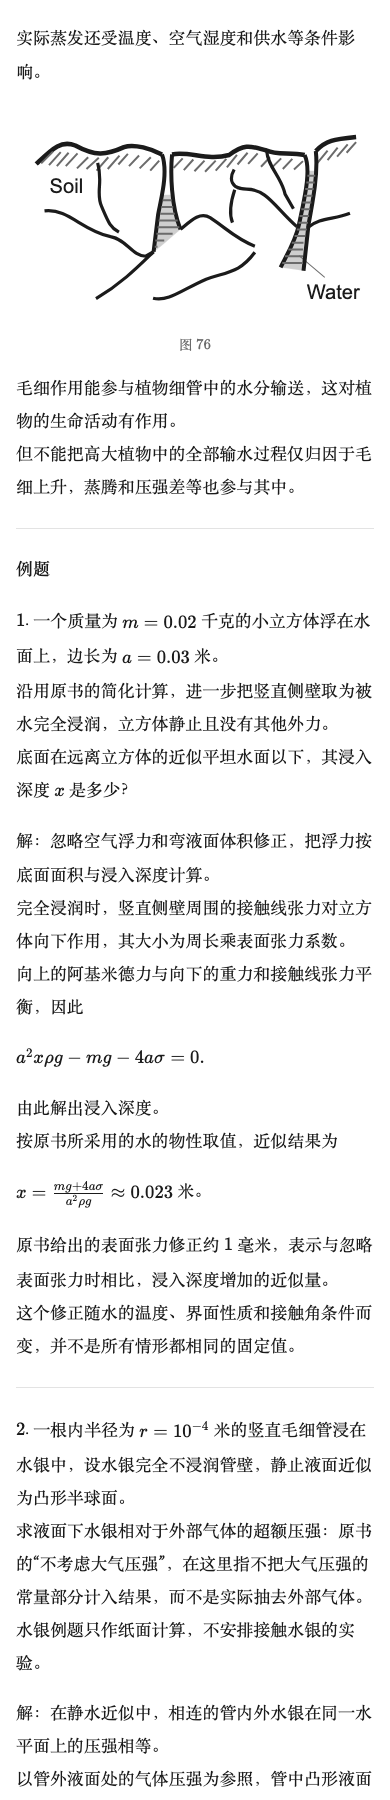 实际蒸发还受温度、空气湿度和供水等条件影
响。
Soil
Water
图 76
毛细作用能参与植物细管中的水分输送，这对植
物的生命活动有作用。
但不能把高大植物中的全部输水过程仅归因于毛
细上升，蒸腾和压强差等也参与其中。
例题
1. 一个质量为 m = 0.02 千克的小立方体浮在水
面上，边长为 a = 0.03 米。
沿用原书的简化计算，进一步把竖直侧壁取为被
水完全浸润，立方体静止且没有其他外力。
底面在远离立方体的近似平坦水面以下，其浸入
深度 x 是多少？
解：忽略空气浮力和弯液面体积修正，把浮力按
底面面积与浸入深度计算。
完全浸润时，竖直侧壁周围的接触线张力对立方
体向下作用，其大小为周长乘表面张力系数。
向上的阿基米德力与向下的重力和接触线张力平
衡，因此
a²xρg − mg − 4aσ = 0.
由此解出浸入深度。
按原书所采用的水的物性取值，近似结果为
x = (mg+4aσ)/(a²ρg) ≈ 0.023 米。
原书给出的表面张力修正约 1 毫米，表示与忽略
表面张力时相比，浸入深度增加的近似量。
这个修正随水的温度、界面性质和接触角条件而
变，并不是所有情形都相同的固定值。
2. 一根内半径为 r = 10⁻⁴ 米的竖直毛细管浸在
水银中，设水银完全不浸润管壁，静止液面近似
为凸形半球面。
求液面下水银相对于外部气体的超额压强：原书
的“不考虑大气压强”，在这里指不把大气压强的
常量部分计入结果，而不是实际抽去外部气体。
水银例题只作纸面计算，不安排接触水银的实
验。
解：在静水近似中，相连的管内外水银在同一水
平面上的压强相等。
以管外液面处的气体压强为参照，管中凸形液面